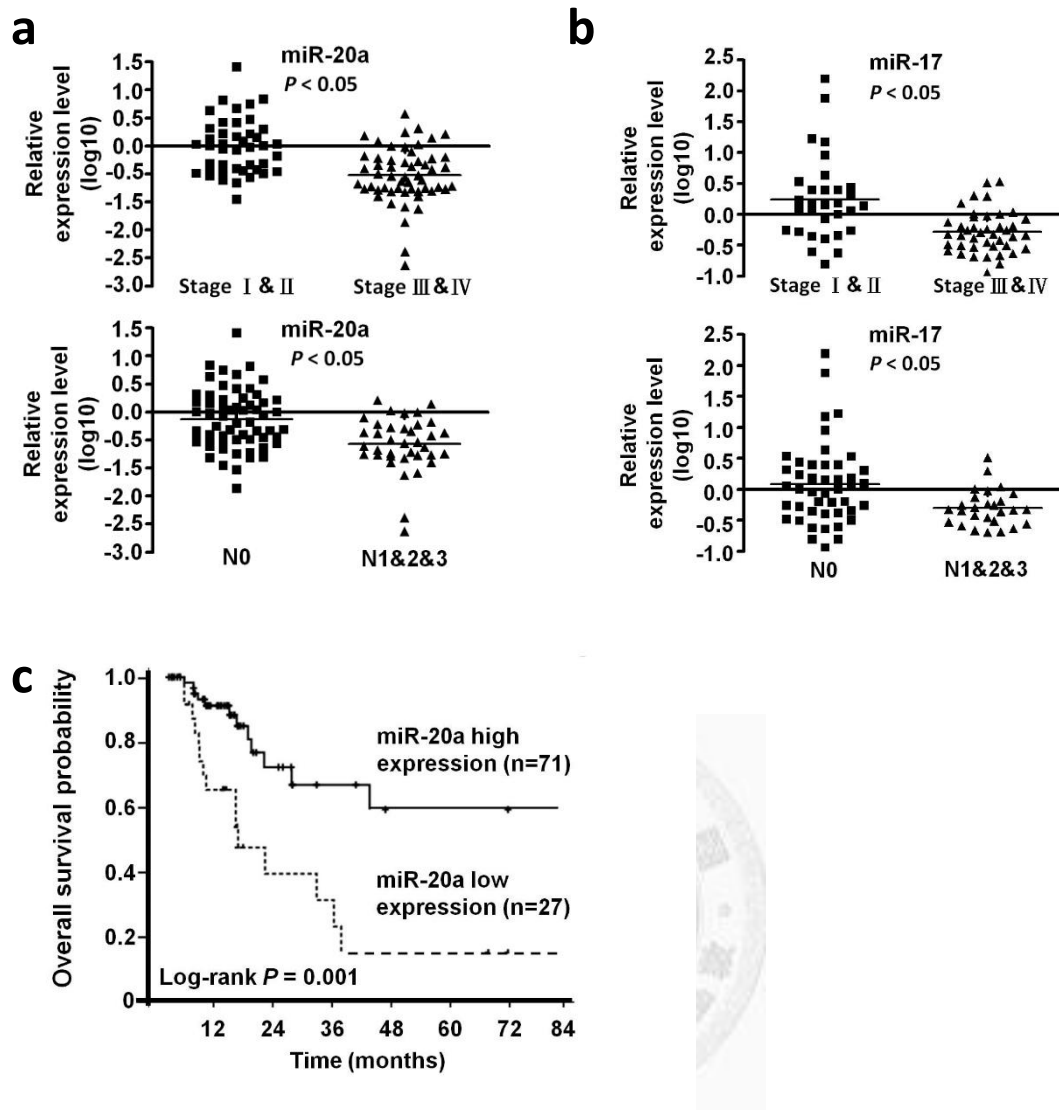 a
miR-20a
P < 0.05
Relative
expression level
(log10)
1.5
1.0
0.5
0.0
-0.5
-1.0
-1.5
-2.0
-2.5
-3.0
Stage Ⅰ & Ⅱ
Stage Ⅲ&Ⅳ
miR-20a
P < 0.05
Relative
expression level
(log10)
1.5
1.0
0.5
0.0
-0.5
-1.0
-1.5
-2.0
-2.5
-3.0
N0
N1&2&3
b
miR-17
P < 0.05
Relative
expression level
(log10)
2.5
2.0
1.5
1.0
0.5
0.0
-0.5
-1.0
Stage Ⅰ & Ⅱ
Stage Ⅲ&Ⅳ
miR-17
P < 0.05
Relative
expression level
(log10)
2.5
2.0
1.5
1.0
0.5
0.0
-0.5
-1.0
N0
N1&2&3
c
Overall survival probability
1.0
0.8
0.6
0.4
0.2
0
miR-20a high
expression (n=71)
miR-20a low
expression (n=27)
Log-rank P = 0.001
12 24 36 48 60 72 84
Time (months)